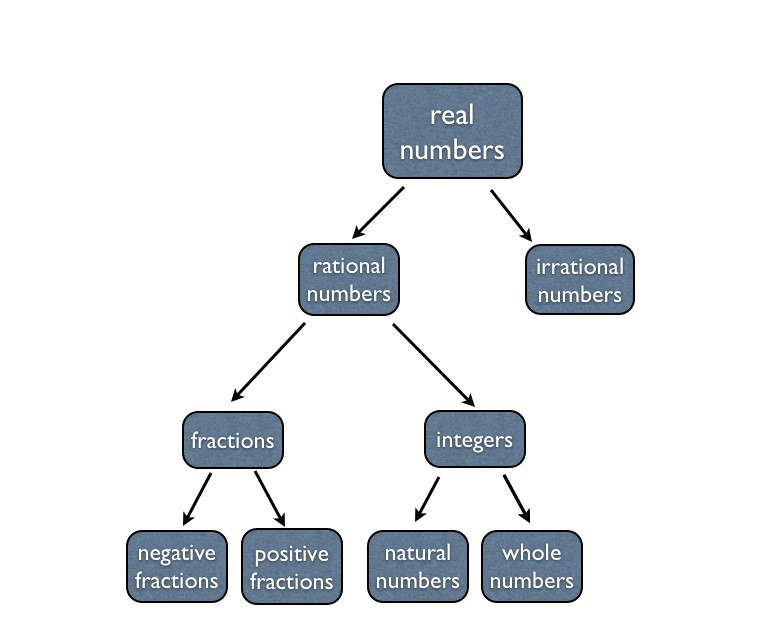 real
numbers
rational
numbers
irrational
numbers
fractions
integers
negative
fractions
positive
fractions
natural
numbers
whole
numbers